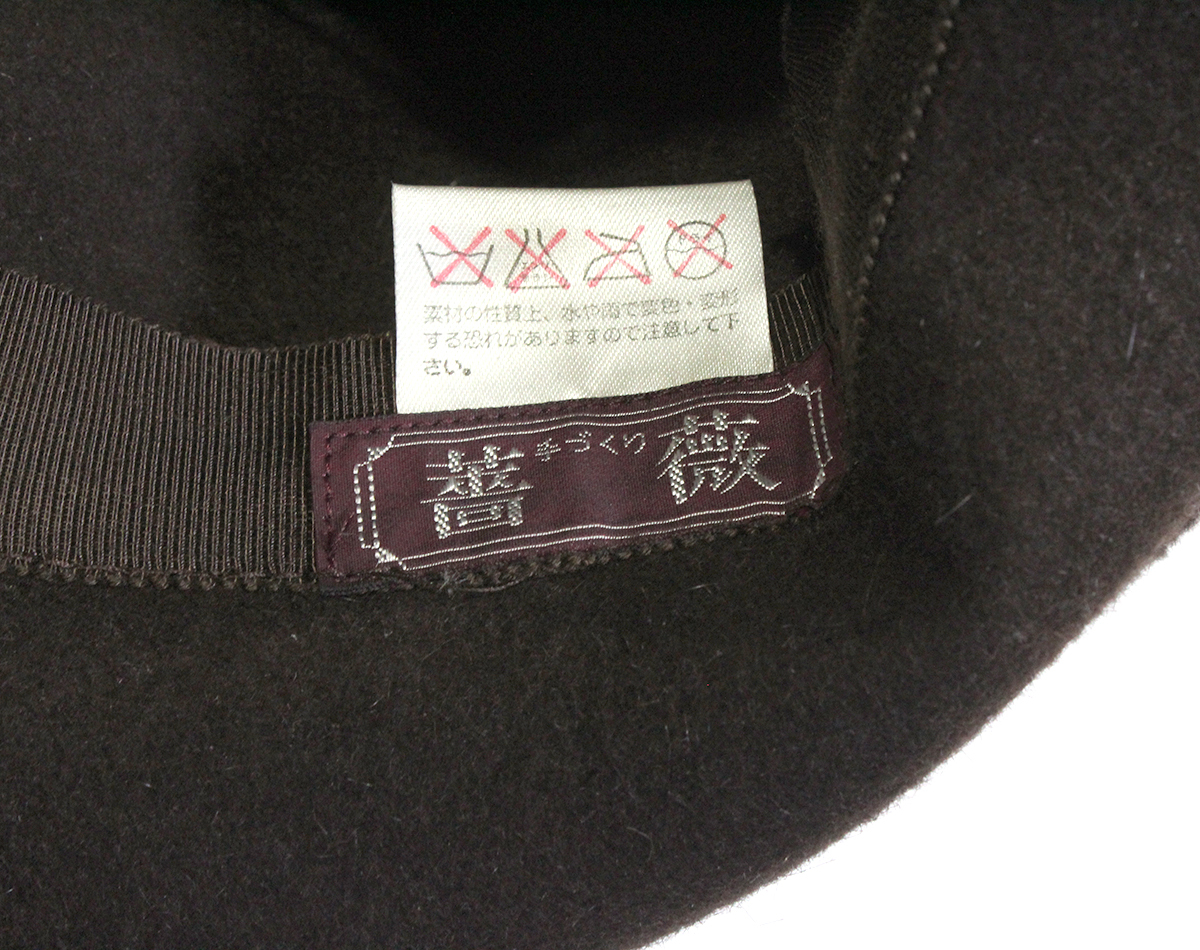 素材の性質上、水や雨で変色・変形
する恐れがありますので注意して下
さい。
手づくり
薔薇